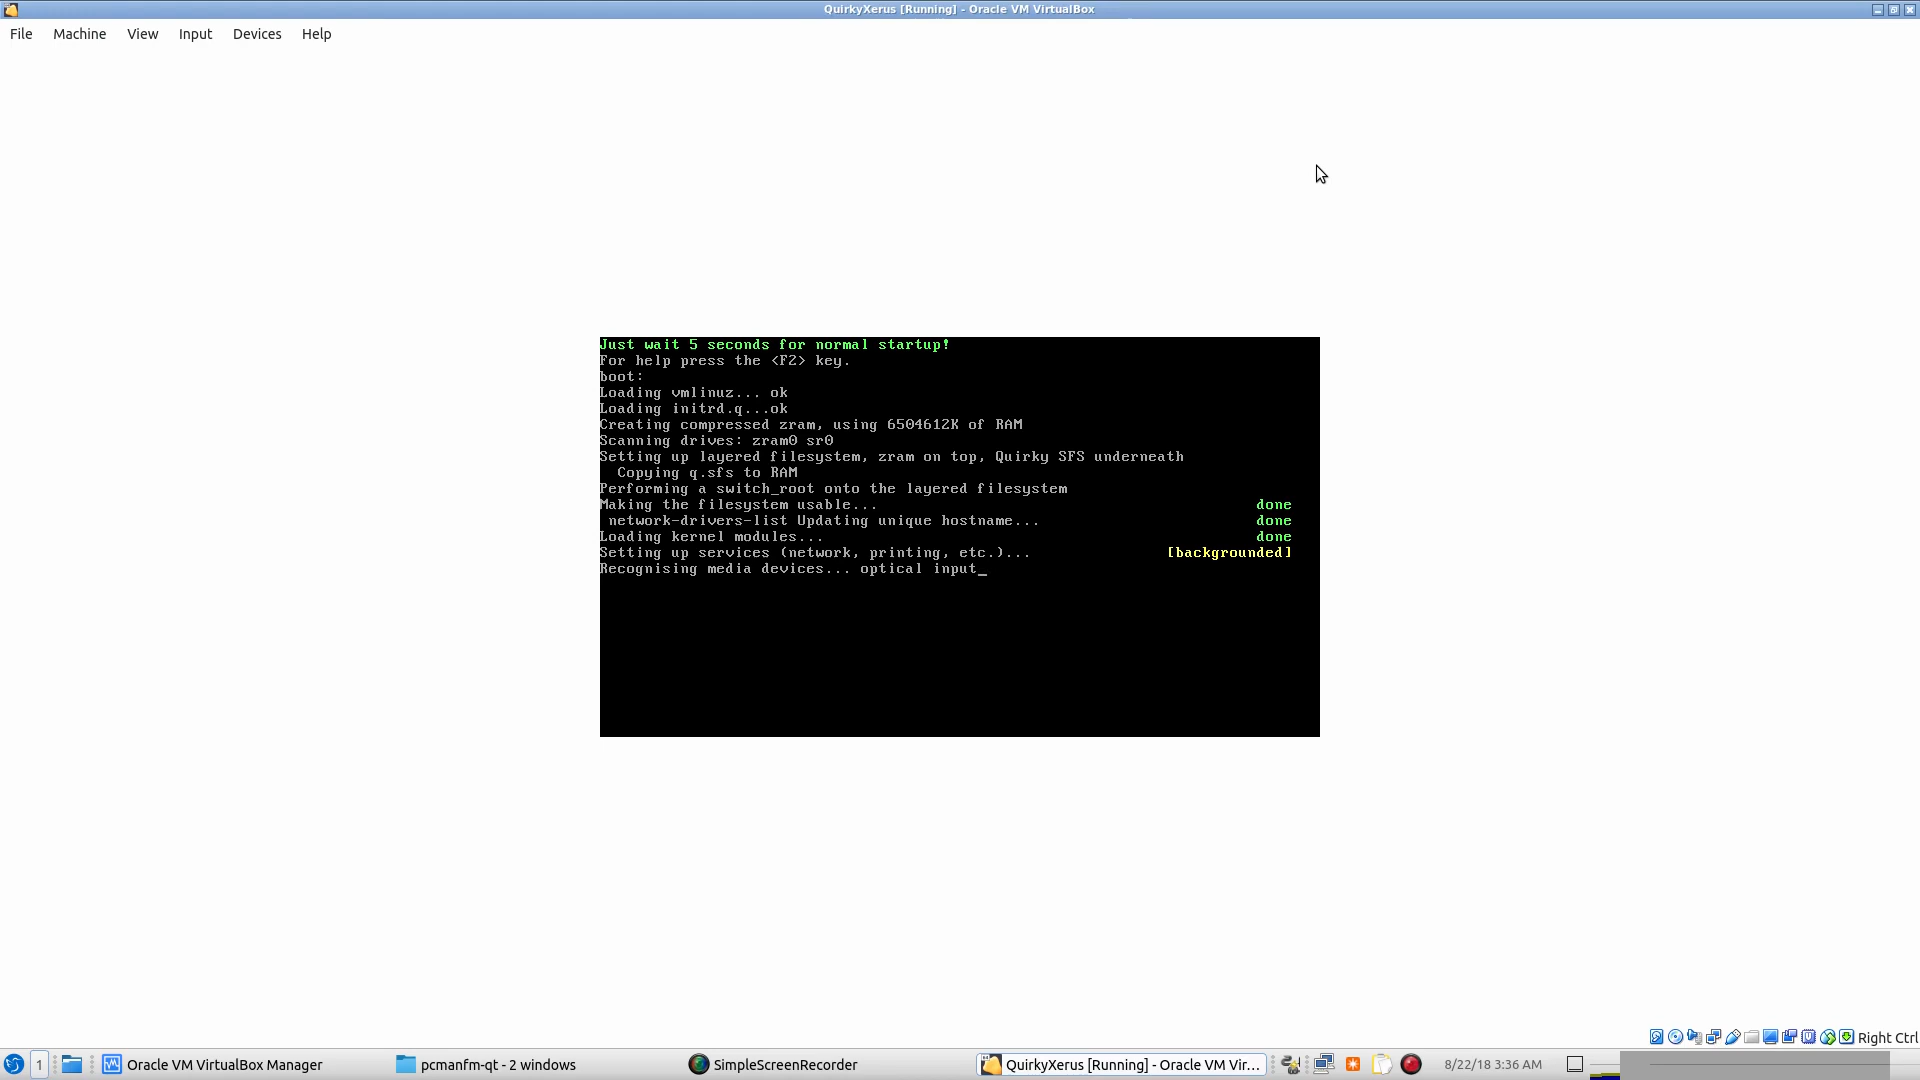 QuirkyXerus [Running] - Oracle VM VirtualBox
File Machine View Input Devices Help
Just wait 5 seconds for normal startup!
For help press the <F2> key.
boot:
Loading vmlinuz... ok
Loading initrd.q...ok
Creating compressed zram, using 6504612K of RAM
Scanning drives: zram0 sr0
Setting up layered filesystem, zram on top, Quirky SFS underneath
Copying q.sfs to RAM
Performing a switch_root onto the layered filesystem
Making the filesystem usable... done
network-drivers-list Updating unique hostname... done
Loading kernel modules... done
Setting up services (network, printing, etc.)... [backgrounded]
Recognising media devices... optical input_
Right Ctrl
1 Oracle VM VirtualBox Manager pcmanfm-qt - 2 windows SimpleScreenRecorder QuirkyXerus [Running] - Oracle VM Vir... 8/22/18 3:36 AM